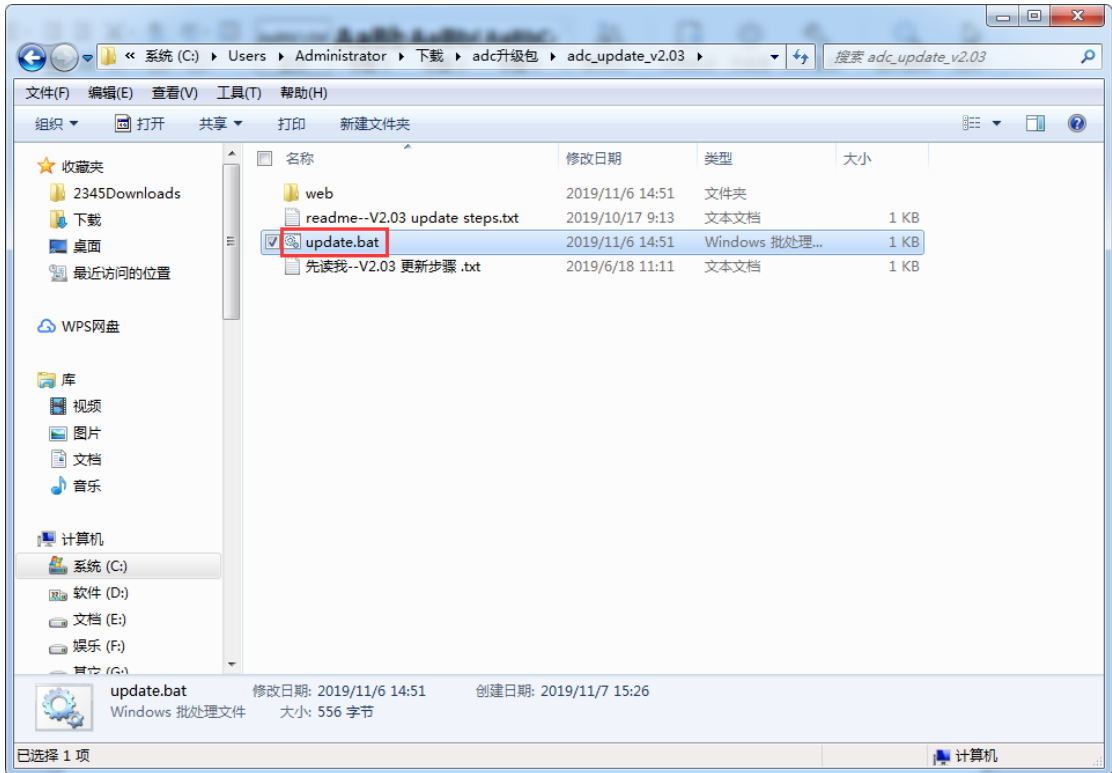 « 系统 (C:) ▸ Users ▸ Administrator ▸ 下载 ▸ adc升级包 ▸ adc_update_v2.03 ▸ 搜索 adc_update_v2.03
文件(F) 编辑(E) 查看(V) 工具(T) 帮助(H)
组织 打开 共享 打印 新建文件夹
收藏夹
2345Downloads
下载
桌面
最近访问的位置
WPS网盘
库
视频
图片
文档
音乐
计算机
系统 (C:)
软件 (D:)
文档 (E:)
娱乐 (F:)
其它 (G:)
名称 修改日期 类型 大小
web 2019/11/6 14:51 文件夹
readme--V2.03 update steps.txt 2019/10/17 9:13 文本文档 1 KB
update.bat 2019/11/6 14:51 Windows 批处理... 1 KB
先读我--V2.03 更新步骤 .txt 2019/6/18 11:11 文本文档 1 KB
update.bat 修改日期: 2019/11/6 14:51 创建日期: 2019/11/7 15:26
Windows 批处理文件 大小: 556 字节
已选择 1 项 计算机